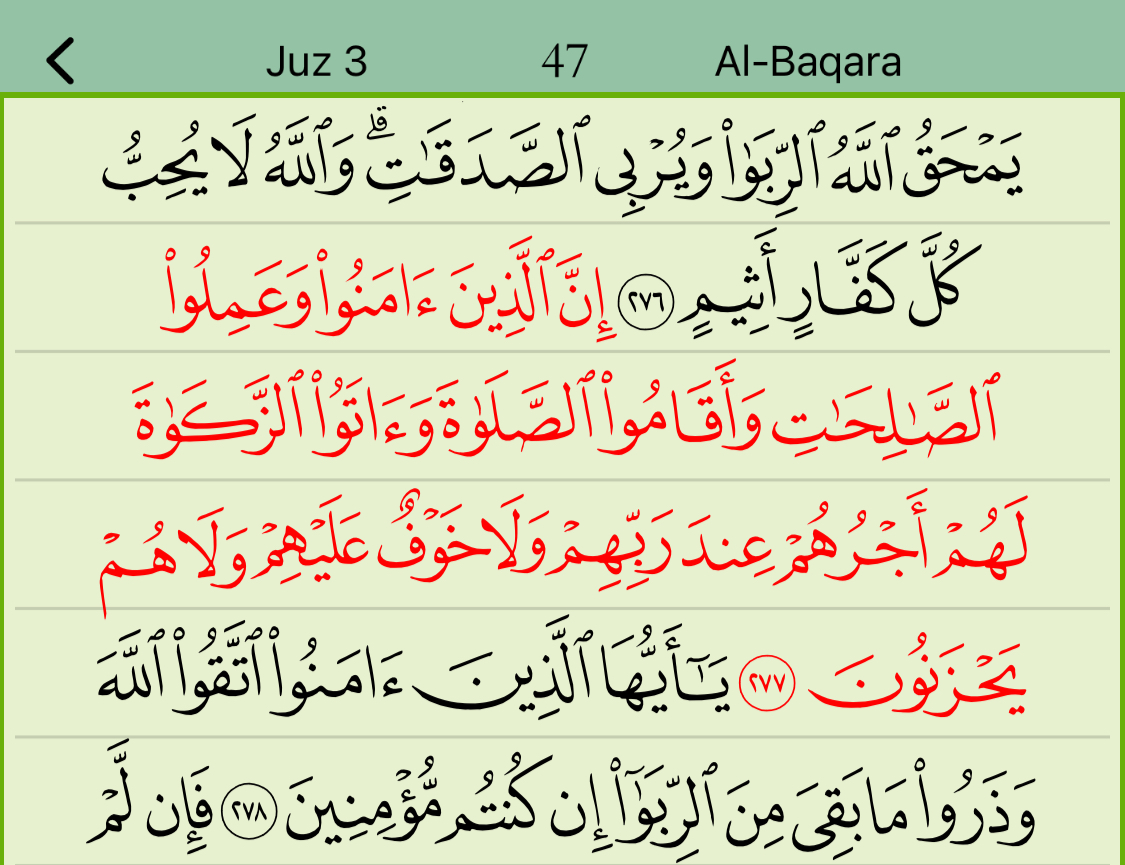 Juz 3 47 Al-Baqara
يَمۡحَقُ ٱللَّهُ ٱلرِّبَوٰاْ وَيُرۡبِي ٱلصَّدَقَٰتِۗ وَٱللَّهُ لَا يُحِبُّ
كُلَّ كَفَّارٍ أَثِيمٍ ٢٧٦ إِنَّ ٱلَّذِينَ ءَامَنُواْ وَعَمِلُواْ
ٱلصَّٰلِحَٰتِ وَأَقَامُواْ ٱلصَّلَوٰةَ وَءَاتَوُاْ ٱلزَّكَوٰةَ
لَهُمۡ أَجۡرُهُمۡ عِندَ رَبِّهِمۡ وَلَا خَوۡفٌ عَلَيۡهِمۡ وَلَا هُمۡ
يَحۡزَنُونَ ٢٧٧ يَٰٓأَيُّهَا ٱلَّذِينَ ءَامَنُواْ ٱتَّقُواْ ٱللَّهَ
وَذَرُواْ مَا بَقِيَ مِنَ ٱلرِّبَوٰٓاْ إِن كُنتُم مُّؤۡمِنِينَ ٢٧٨ فَإِن لَّمۡ